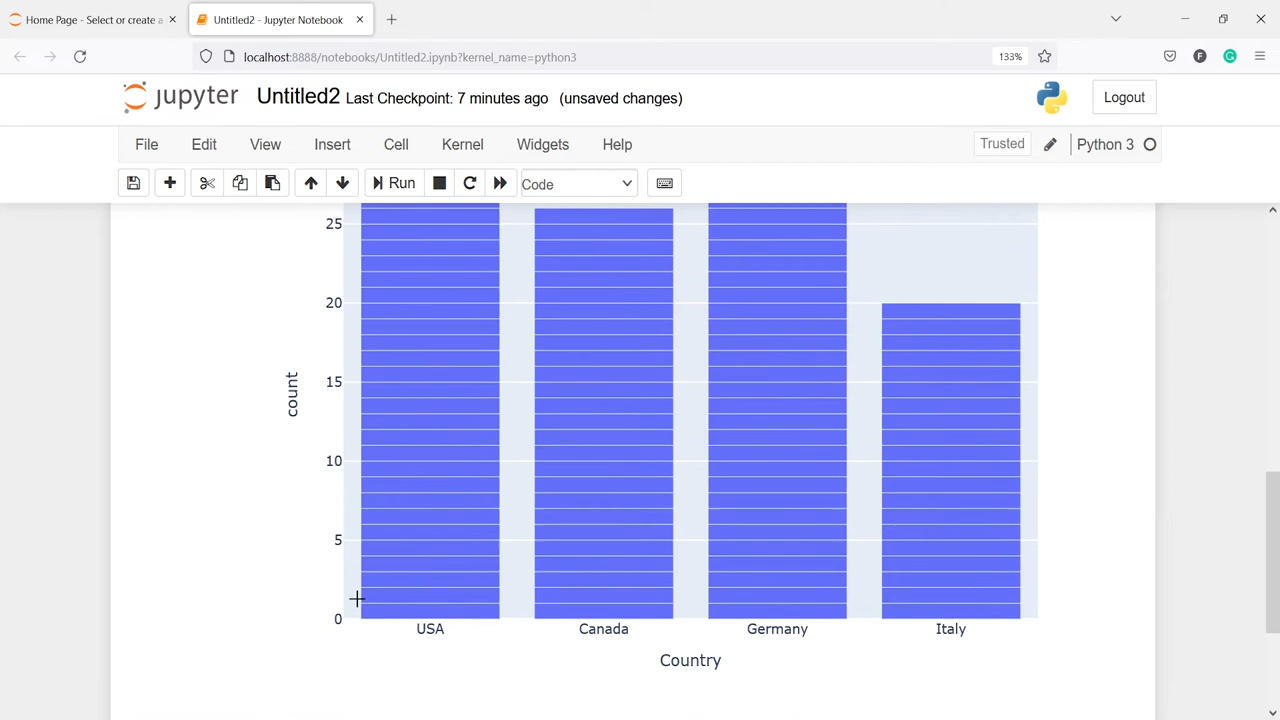 Home Page - Select or create a
Untitled2 - Jupyter Notebook
localhost:8888/notebooks/Untitled2.ipynb?kernel_name=python3
133%
F
G
jupyter Untitled2 Last Checkpoint: 7 minutes ago (unsaved changes)
Logout
File Edit View Insert Cell Kernel Widgets Help
Trusted
Python 3
Run
Code
25
20
15
10
5
0
count
USA Canada Germany Italy
Country